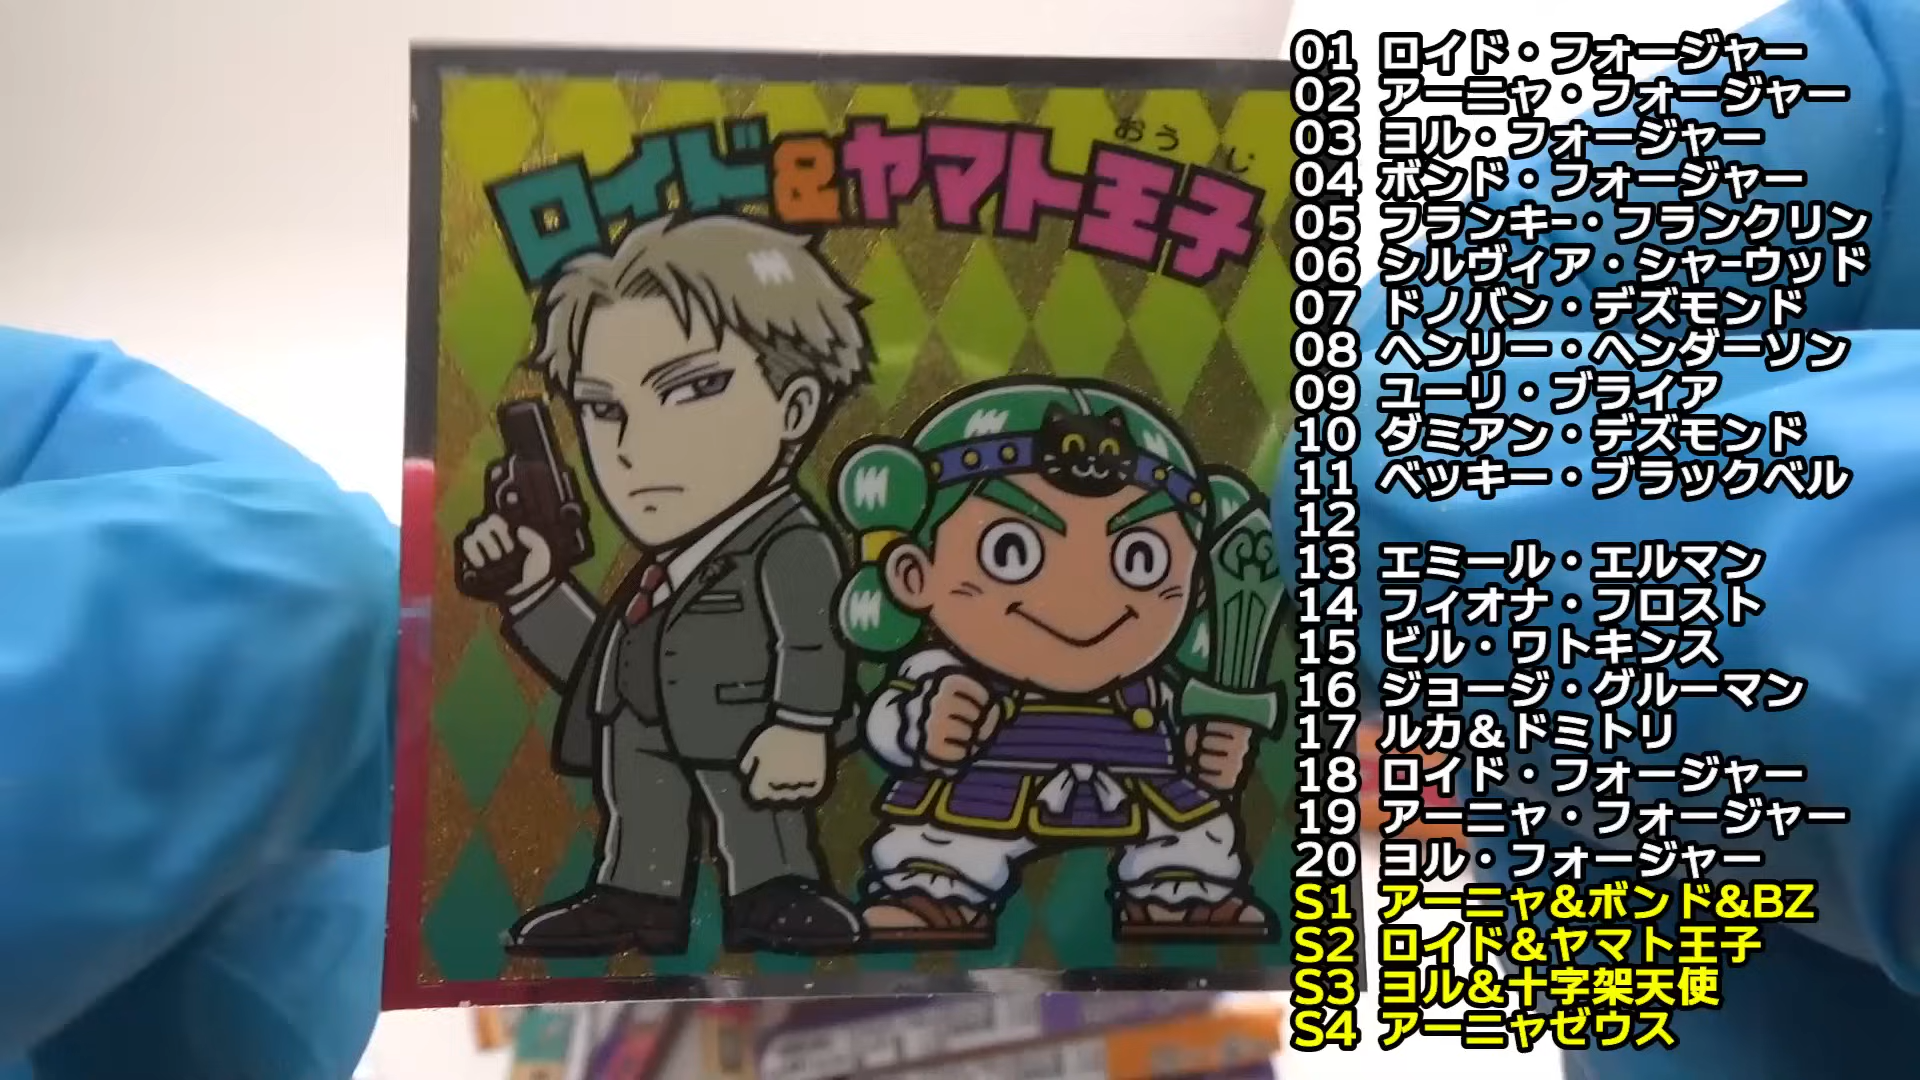 おうじ
ロイド&ヤマト王子
01 ロイド・フォージャー
02 アーニャ・フォージャー
03 ヨル・フォージャー
04 ボンド・フォージャー
05 フランキー・フランクリン
06 シルヴィア・シャーウッド
07 ドノバン・デズモンド
08 ヘンリー・ヘンダーソン
09 ユーリ・ブライア
10 ダミアン・デズモンド
11 ベッキー・ブラックベル
12
13 エミール・エルマン
14 フィオナ・フロスト
15 ビル・ワトキンス
16 ジョージ・グルーマン
17 ルカ&ドミトリ
18 ロイド・フォージャー
19 アーニャ・フォージャー
20 ヨル・フォージャー
S1 アーニャ&ボンド&BZ
S2 ロイド&ヤマト王子
S3 ヨル&十字架天使
S4 アーニャゼウス